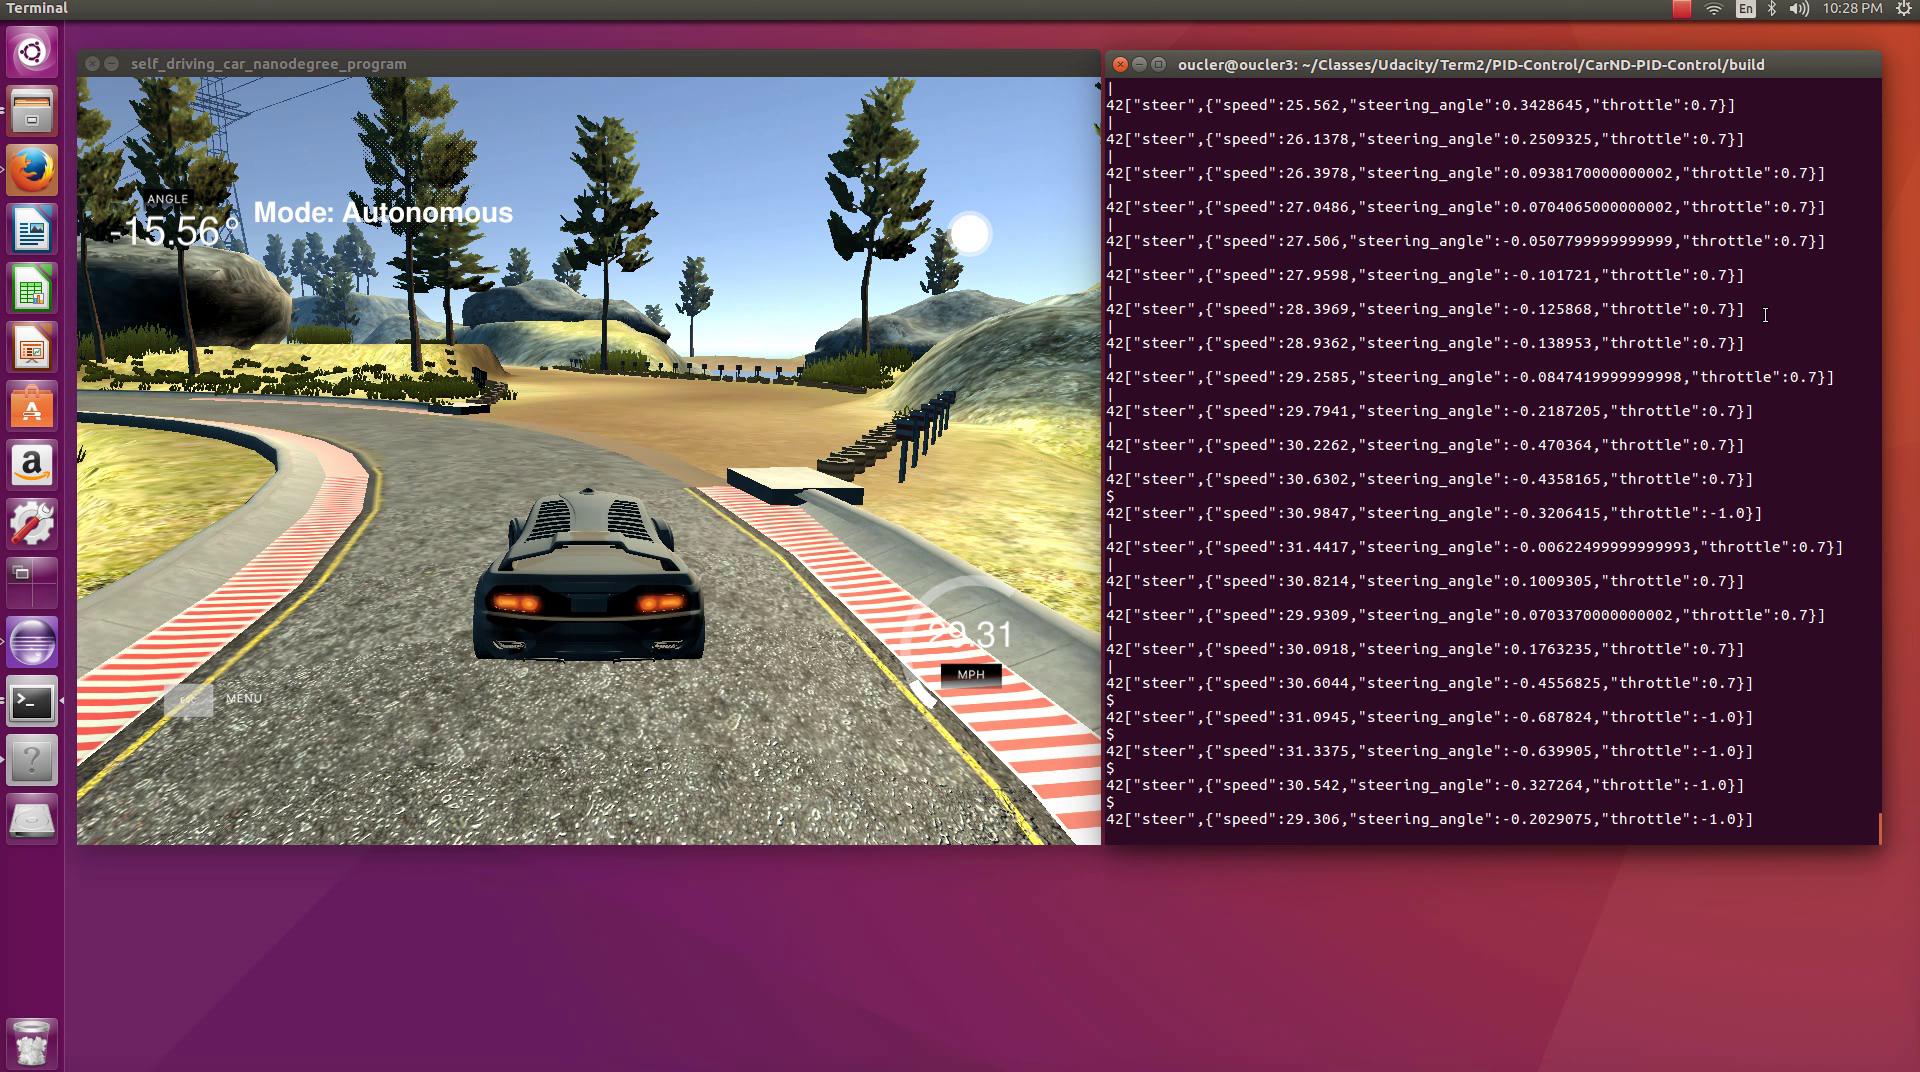 Terminal
En
10:28 PM
self_driving_car_nanodegree_program
ANGLE
-15.56°
Mode: Autonomous
29.31
MPH
ESC
MENU
oucler@oucler3: ~/Classes/Udacity/Term2/PID-Control/CarND-PID-Control/build
|
42["steer",{"speed":25.562,"steering_angle":0.3428645,"throttle":0.7}]
|
42["steer",{"speed":26.1378,"steering_angle":0.2509325,"throttle":0.7}]
|
42["steer",{"speed":26.3978,"steering_angle":0.0938170000000002,"throttle":0.7}]
|
42["steer",{"speed":27.0486,"steering_angle":0.0704065000000002,"throttle":0.7}]
|
42["steer",{"speed":27.506,"steering_angle":-0.0507799999999999,"throttle":0.7}]
|
42["steer",{"speed":27.9598,"steering_angle":-0.101721,"throttle":0.7}]
|
42["steer",{"speed":28.3969,"steering_angle":-0.125868,"throttle":0.7}]
|
42["steer",{"speed":28.9362,"steering_angle":-0.138953,"throttle":0.7}]
|
42["steer",{"speed":29.2585,"steering_angle":-0.0847419999999998,"throttle":0.7}]
|
42["steer",{"speed":29.7941,"steering_angle":-0.2187205,"throttle":0.7}]
|
42["steer",{"speed":30.2262,"steering_angle":-0.470364,"throttle":0.7}]
|
42["steer",{"speed":30.6302,"steering_angle":-0.4358165,"throttle":0.7}]
$
42["steer",{"speed":30.9847,"steering_angle":-0.3206415,"throttle":-1.0}]
|
42["steer",{"speed":31.4417,"steering_angle":-0.00622499999999993,"throttle":0.7}]
|
42["steer",{"speed":30.8214,"steering_angle":0.1009305,"throttle":0.7}]
|
42["steer",{"speed":29.9309,"steering_angle":0.0703370000000002,"throttle":0.7}]
|
42["steer",{"speed":30.0918,"steering_angle":0.1763235,"throttle":0.7}]
|
42["steer",{"speed":30.6044,"steering_angle":-0.4556825,"throttle":0.7}]
$
42["steer",{"speed":31.0945,"steering_angle":-0.687824,"throttle":-1.0}]
$
42["steer",{"speed":31.3375,"steering_angle":-0.639905,"throttle":-1.0}]
$
42["steer",{"speed":30.542,"steering_angle":-0.327264,"throttle":-1.0}]
$
42["steer",{"speed":29.306,"steering_angle":-0.2029075,"throttle":-1.0}]